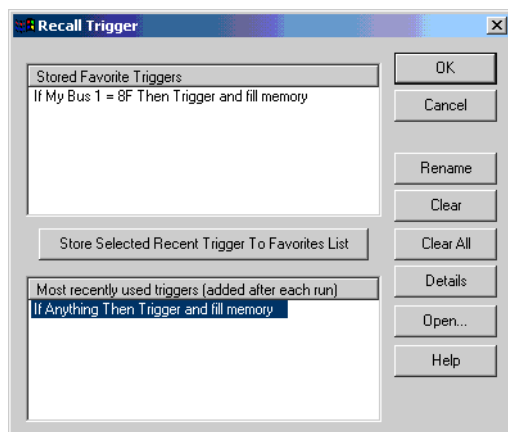 Recall Trigger
Stored Favorite Triggers
If My Bus 1 = 8F Then Trigger and fill memory
Store Selected Recent Trigger To Favorites List
Most recently used triggers (added after each run)
If Anything Then Trigger and fill memory
OK
Cancel
Rename
Clear
Clear All
Details
Open...
Help